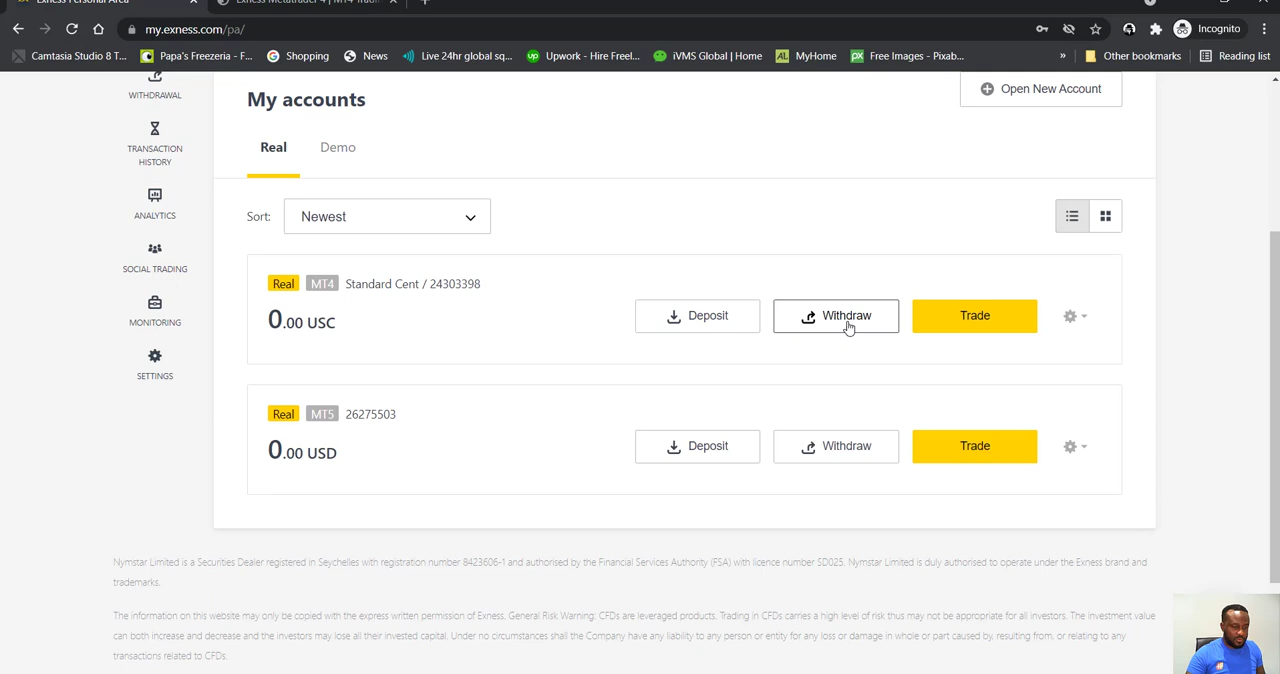 Exness Personal Area
Exness Metatrader4 | MT4 Tradi
my.exness.com/pa/
Incognito
Camtasia Studio 8 T...
Papa's Freezeria - F...
Shopping
News
Live 24hr global sq...
Upwork - Hire Freel...
iVMS Global | Home
MyHome
Free Images - Pixab...
»
Other bookmarks
Reading list
WITHDRAWAL
TRANSACTION
HISTORY
ANALYTICS
SOCIAL TRADING
MONITORING
SETTINGS
My accounts
Open New Account
Real
Demo
Sort:
Newest
Real MT4 Standard Cent / 24303398
0.00 USC
Deposit
Withdraw
Trade
Real MT5 26275503
0.00 USD
Deposit
Withdraw
Trade
Nymstar Limited is a Securities Dealer registered in Seychelles with registration number 8423606-1 and authorised by the Financial Services Authority (FSA) with licence number SD025. Nymstar Limited is duly authorised to operate under the Exness brand and
trademarks.
The information on this website may only be copied with the express written permission of Exness. General Risk Warning: CFDs are leveraged products. Trading in CFDs carries a high level of risk thus may not be appropriate for all investors. The investment value
can both increase and decrease and the investors may lose all their invested capital. Under no circumstances shall the Company have any liability to any person or entity for any loss or damage in whole or part caused by, resulting from, or relating to any
transactions related to CFDs.